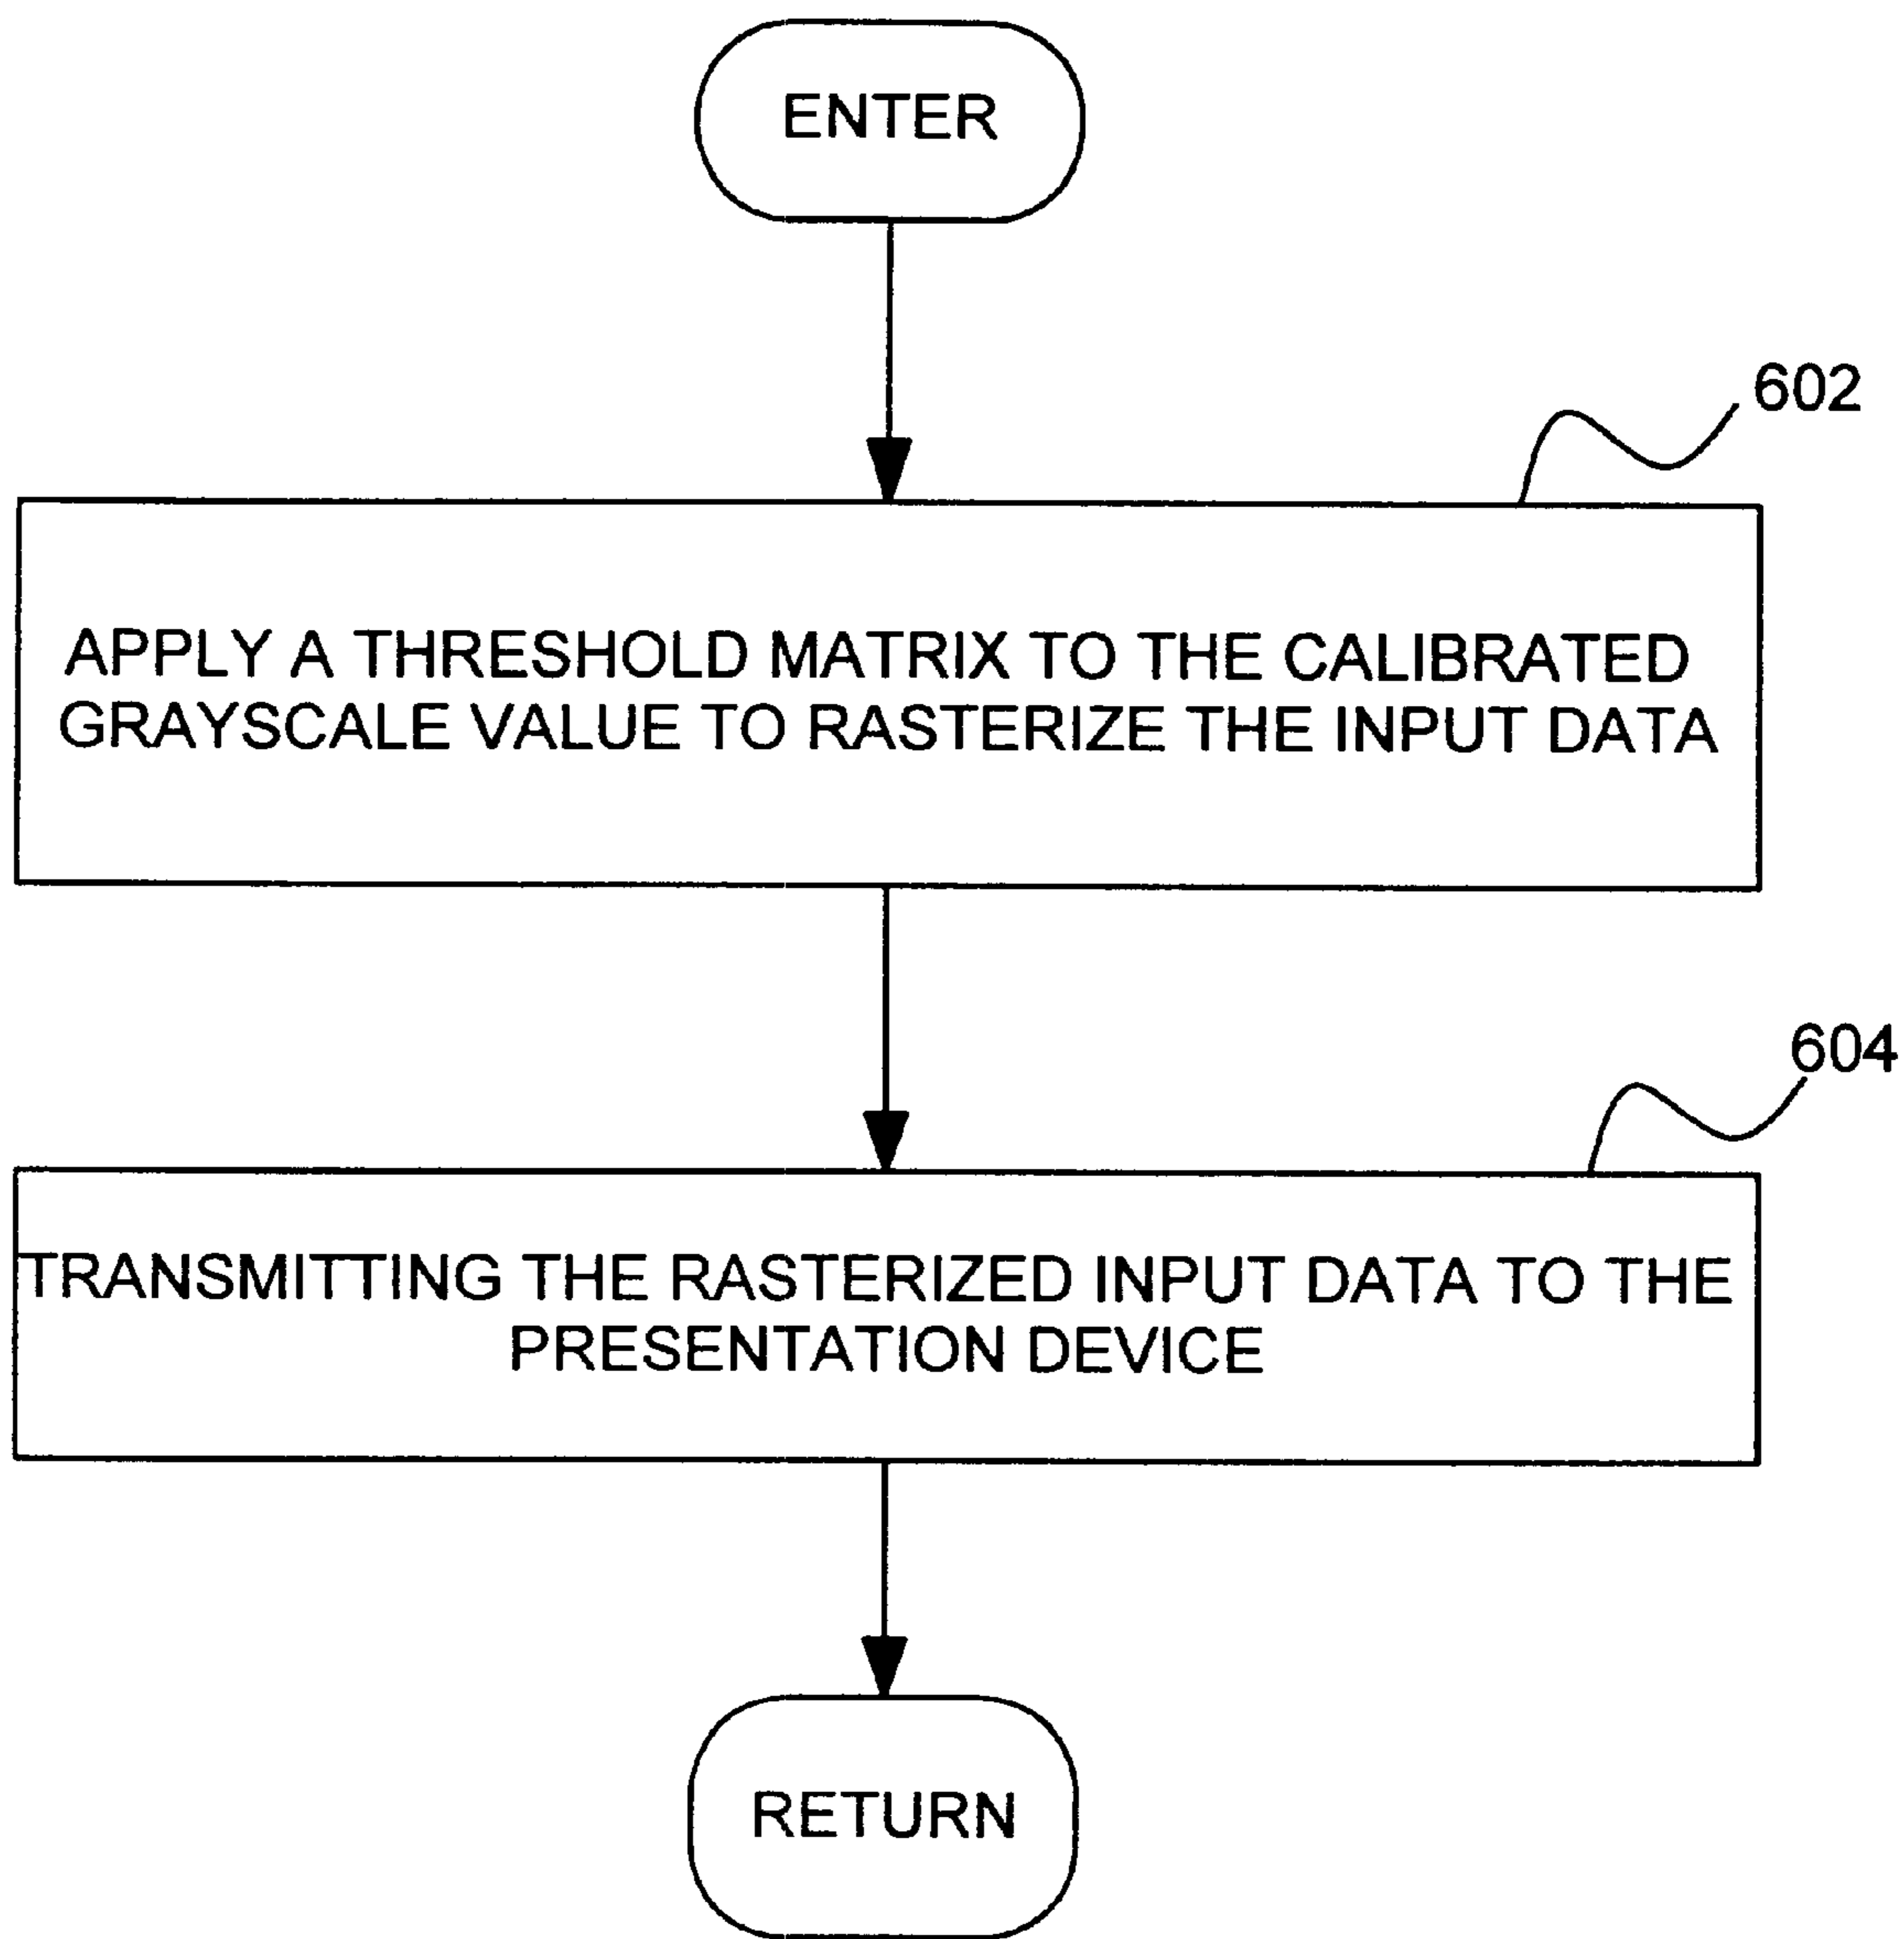 ENTER
602
APPLY A THRESHOLD MATRIX TO THE CALIBRATED
GRAYSCALE VALUE TO RASTERIZE THE INPUT DATA
604
TRANSMITTING THE RASTERIZED INPUT DATA TO THE
PRESENTATION DEVICE
RETURN